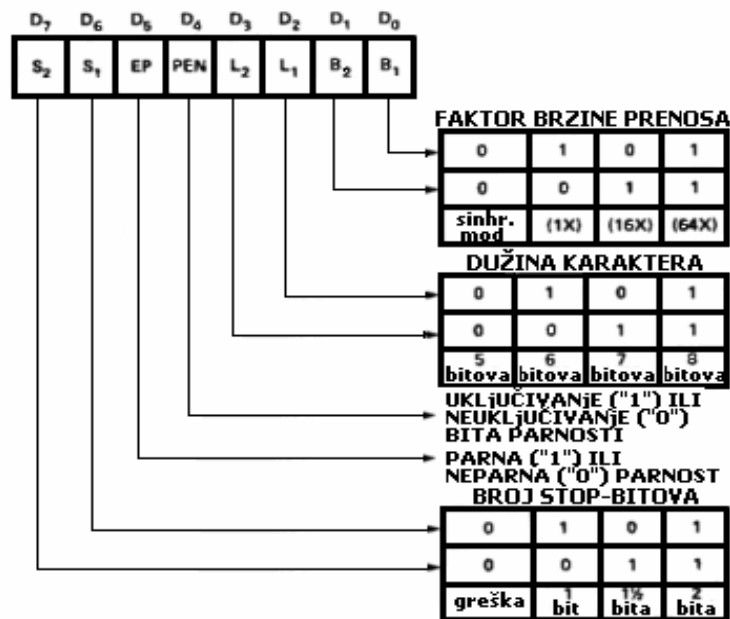 D₇ D₆ D₅ D₄ D₃ D₂ D₁ D₀
S₂ S₁ EP PEN L₂ L₁ B₂ B₁
FAKTOR BRZINE PRENOSA
0 1 0 1
0 0 1 1
sinhr. mod (1X) (16X) (64X)
DUŽINA KARAKTERA
0 1 0 1
0 0 1 1
5 6 7 8
bitova bitova bitova bitova
UKLjUČIVANjE ("1") ILI
NEUKLjUČIVANjE ("0")
BITA PARNOSTI
PARNA ("1") ILI
NEPARNA ("0") PARNOST
BROJ STOP-BITOVA
0 1 0 1
0 0 1 1
greška 1 bit 1½ bita 2 bita